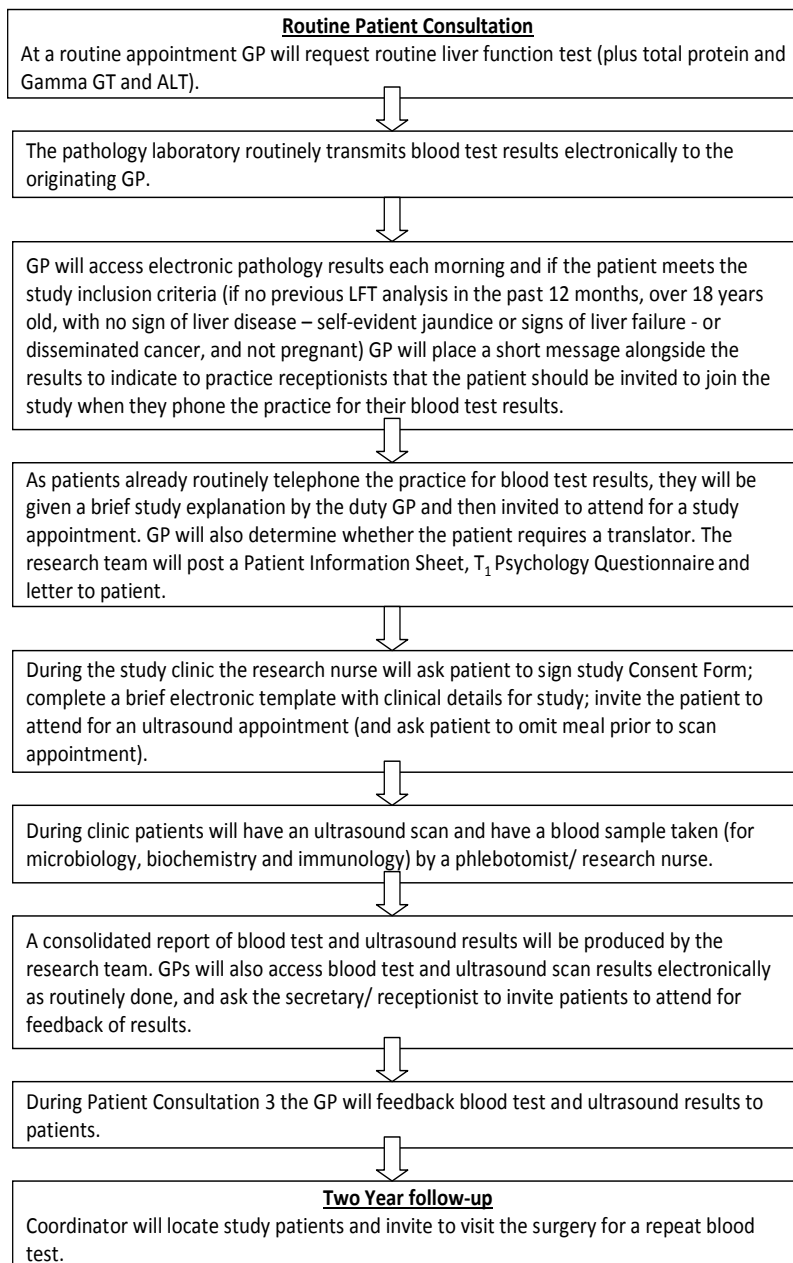 Routine Patient Consultation
At a routine appointment GP will request routine liver function test (plus total protein and
Gamma GT and ALT).
The pathology laboratory routinely transmits blood test results electronically to the
originating GP.
GP will access electronic pathology results each morning and if the patient meets the
study inclusion criteria (if no previous LFT analysis in the past 12 months, over 18 years
old, with no sign of liver disease – self-evident jaundice or signs of liver failure - or
disseminated cancer, and not pregnant) GP will place a short message alongside the
results to indicate to practice receptionists that the patient should be invited to join the
study when they phone the practice for their blood test results.
As patients already routinely telephone the practice for blood test results, they will be
given a brief study explanation by the duty GP and then invited to attend for a study
appointment. GP will also determine whether the patient requires a translator. The
research team will post a Patient Information Sheet, T1 Psychology Questionnaire and
letter to patient.
During the study clinic the research nurse will ask patient to sign study Consent Form;
complete a brief electronic template with clinical details for study; invite the patient to
attend for an ultrasound appointment (and ask patient to omit meal prior to scan
appointment).
During clinic patients will have an ultrasound scan and have a blood sample taken (for
microbiology, biochemistry and immunology) by a phlebotomist/ research nurse.
A consolidated report of blood test and ultrasound results will be produced by the
research team. GPs will also access blood test and ultrasound scan results electronically
as routinely done, and ask the secretary/ receptionist to invite patients to attend for
feedback of results.
During Patient Consultation 3 the GP will feedback blood test and ultrasound results to
patients.
Two Year follow-up
Coordinator will locate study patients and invite to visit the surgery for a repeat blood
test.